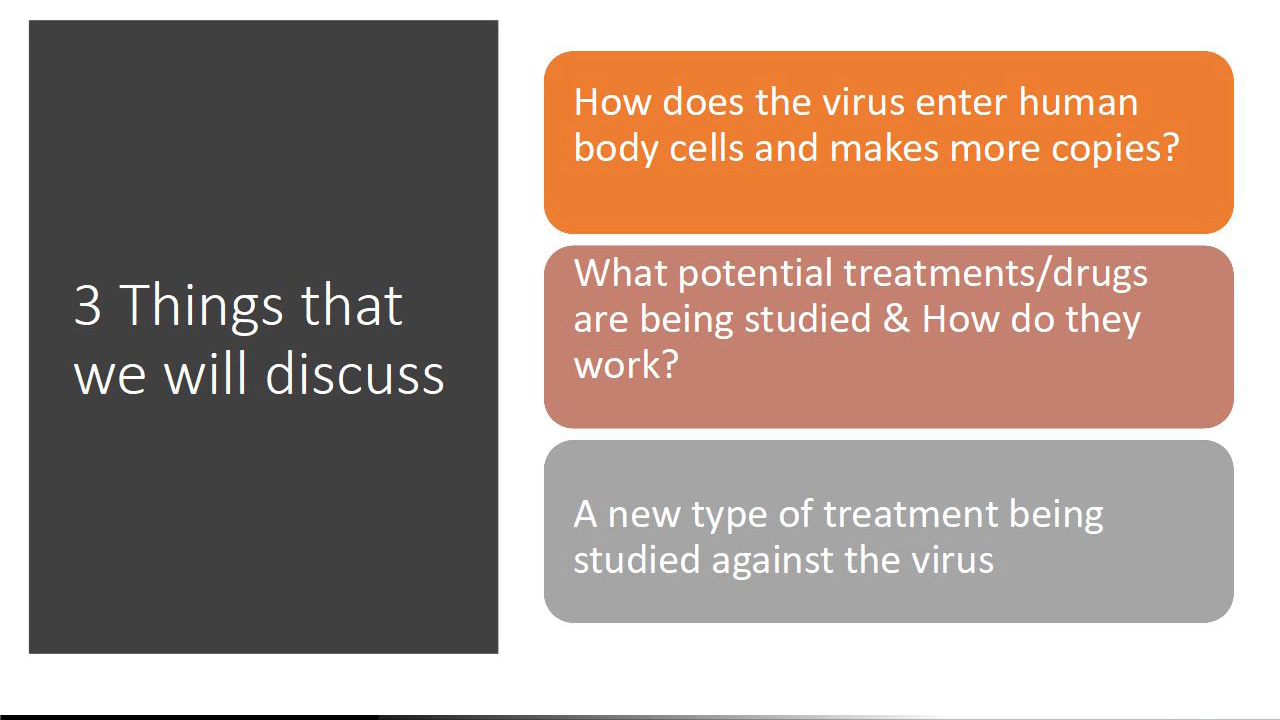 3 Things that
we will discuss
How does the virus enter human
body cells and makes more copies?
What potential treatments/drugs
are being studied & How do they
work?
A new type of treatment being
studied against the virus